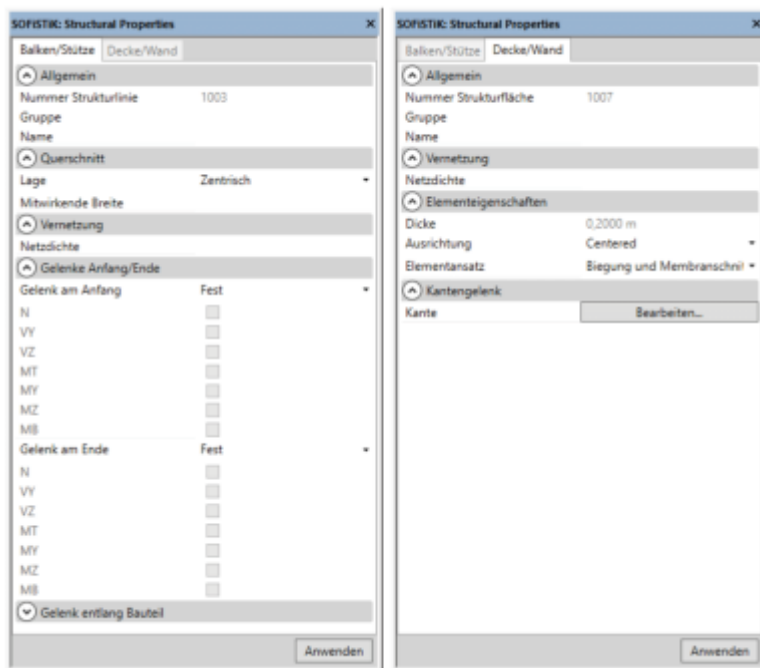 SOFiSTiK: Structural Properties
Balken/Stütze Decke/Wand
Allgemein
Nummer Strukturlinie 1003
Gruppe
Name
Querschnitt
Lage Zentrisch
Mitwirkende Breite
Vernetzung
Netzdichte
Gelenke Anfang/Ende
Gelenk am Anfang Fest
N
VY
VZ
MT
MY
MZ
MB
Gelenk am Ende Fest
N
VY
VZ
MT
MY
MZ
MB
Gelenk entlang Bauteil
Anwenden
SOFiSTiK: Structural Properties
Balken/Stütze Decke/Wand
Allgemein
Nummer Strukturfläche 1007
Gruppe
Name
Vernetzung
Netzdichte
Elementeigenschaften
Dicke 0,2000 m
Ausrichtung Centered
Elementansatz Biegung und Membranschni
Kantengelenk
Kante Bearbeiten...
Anwenden